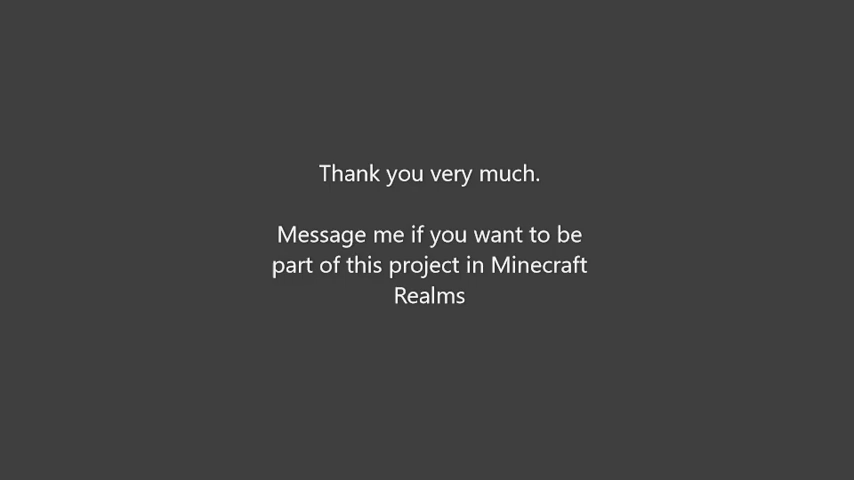 Thank you very much.
Message me if you want to be
part of this project in Minecraft
Realms